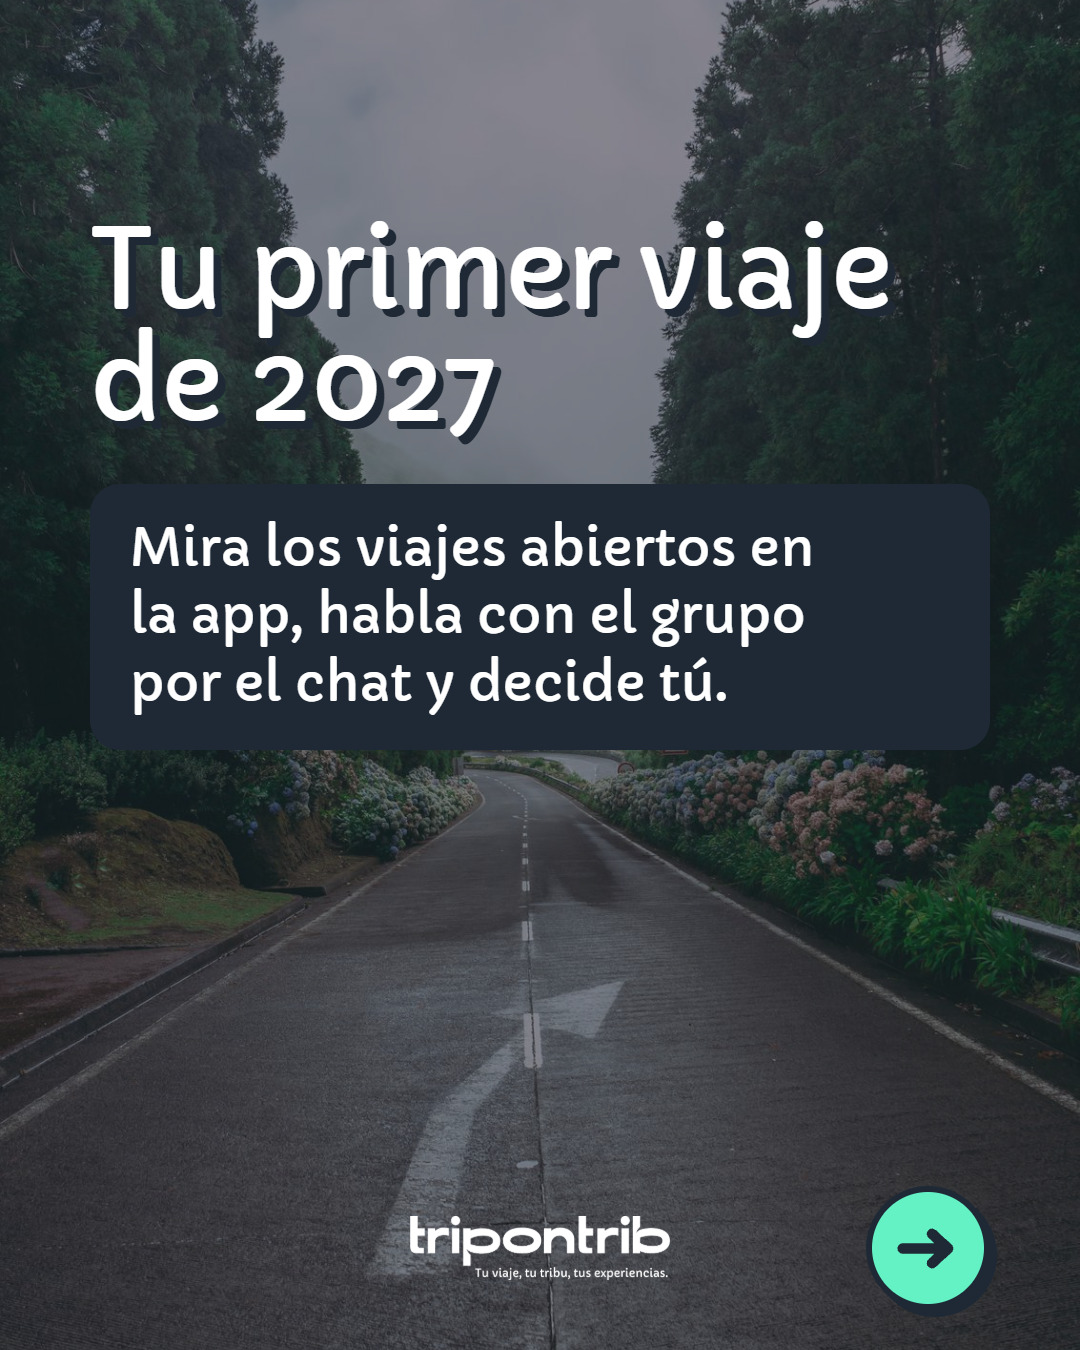 Tu primer viaje
de 2027
Mira los viajes abiertos en
la app, habla con el grupo
por el chat y decide tú.
tripontrib
Tu viaje, tu tribu, tus experiencias.